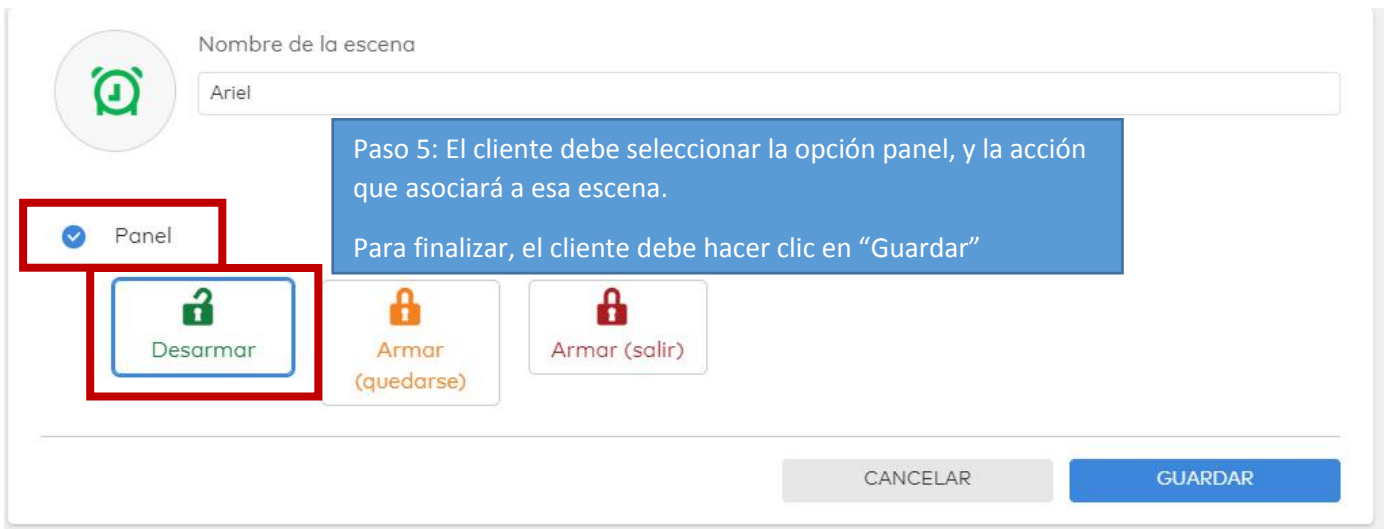 Nombre de la escena
Ariel
Paso 5: El cliente debe seleccionar la opción panel, y la acción
que asociará a esa escena.
Para finalizar, el cliente debe hacer clic en “Guardar”
Panel
Desarmar
Armar
(quedarse)
Armar (salir)
CANCELAR
GUARDAR